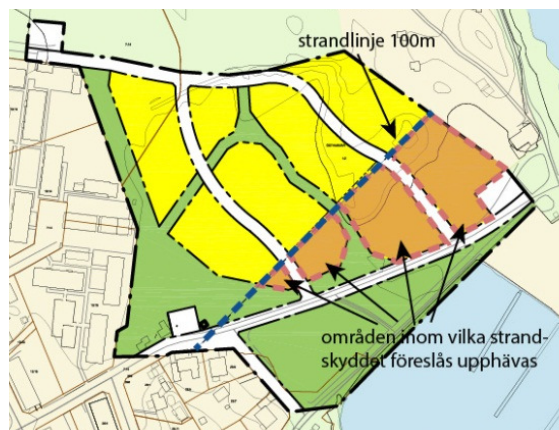 strandlinje 100m
områden inom vilka strand-
skyddet föreslås upphävas